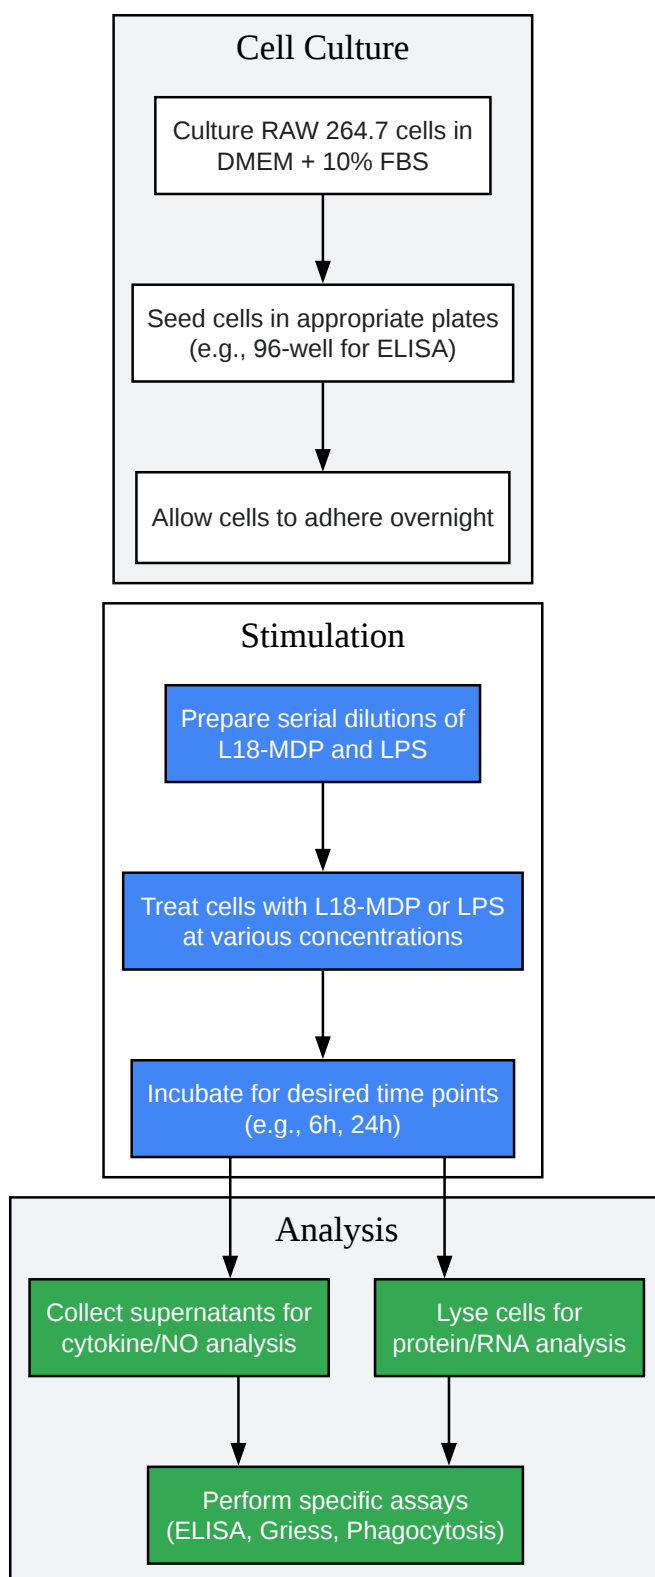 Cell Culture
Culture RAW 264.7 cells in
DMEM + 10% FBS
Seed cells in appropriate plates
(e.g., 96-well for ELISA)
Allow cells to adhere overnight
Stimulation
Prepare serial dilutions of
L18-MDP and LPS
Treat cells with L18-MDP or LPS
at various concentrations
Incubate for desired time points
(e.g., 6h, 24h)
Analysis
Collect supernatants for
cytokine/NO analysis
Lyse cells for
protein/RNA analysis
Perform specific assays
(ELISA, Griess, Phagocytosis)